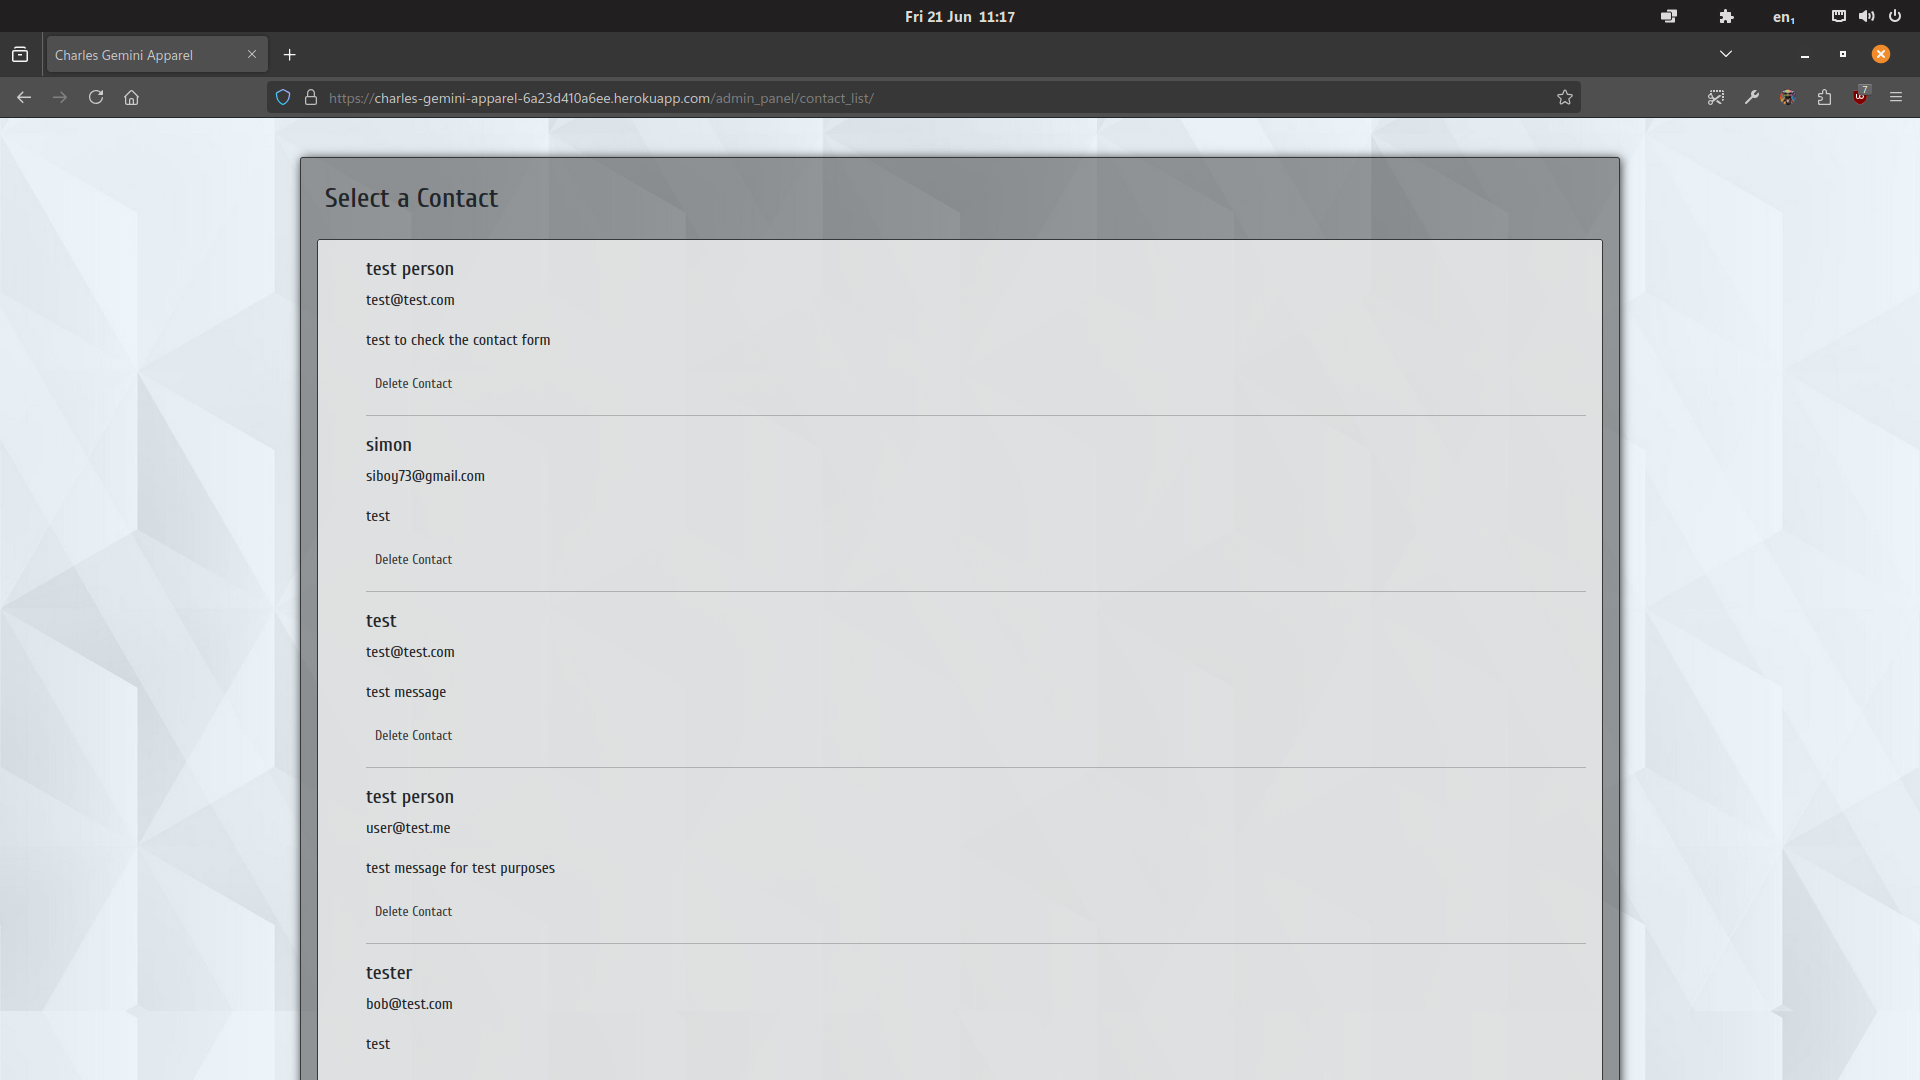 Fri 21 Jun 11:17
en₁
Charles Gemini Apparel
https://charles-gemini-apparel-6a23d410a6ee.herokuapp.com/admin_panel/contact_list/
7
Select a Contact
test person
test@test.com
test to check the contact form
Delete Contact
simon
siboy73@gmail.com
test
Delete Contact
test
test@test.com
test message
Delete Contact
test person
user@test.me
test message for test purposes
Delete Contact
tester
bob@test.com
test